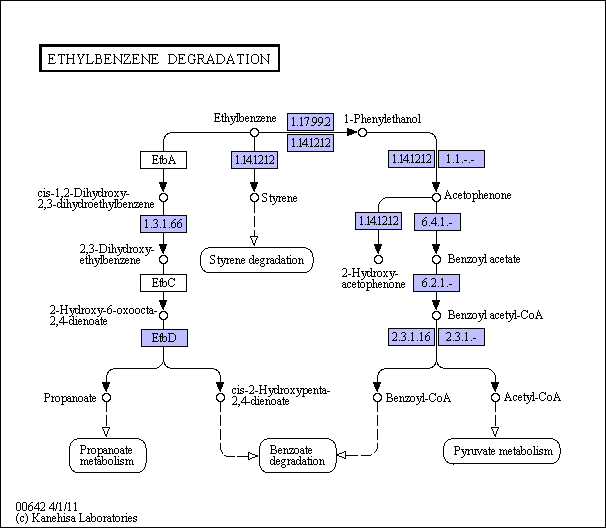 ETHYLBENZENE DEGRADATION
Ethylbenzene
1.17.99.2
1-Phenylethanol
1.14.12.12
EtbA
1.14.12.12
1.14.12.12
1.1.-.-
cis-1,2-Dihydroxy-
2,3-dihydroethylbenzene
Styrene
Acetophenone
1.3.1.66
1.14.12.12
6.4.1.-
2,3-Dihydroxy-
ethylbenzene
Styrene degradation
2-Hydroxy-
acetophenone
Benzoyl acetate
EtbC
6.2.1.-
2-Hydroxy-6-oxoocta-
2,4-dienoate
Benzoyl acetyl-CoA
EtbD
2.3.1.16
2.3.1.-
Propanoate
cis-2-Hydroxypenta-
2,4-dienoate
Benzoyl-CoA
Acetyl-CoA
Propanoate
metabolism
Benzoate
degradation
Pyruvate metabolism
00642 4/1/11
(c) Kanehisa Laboratories